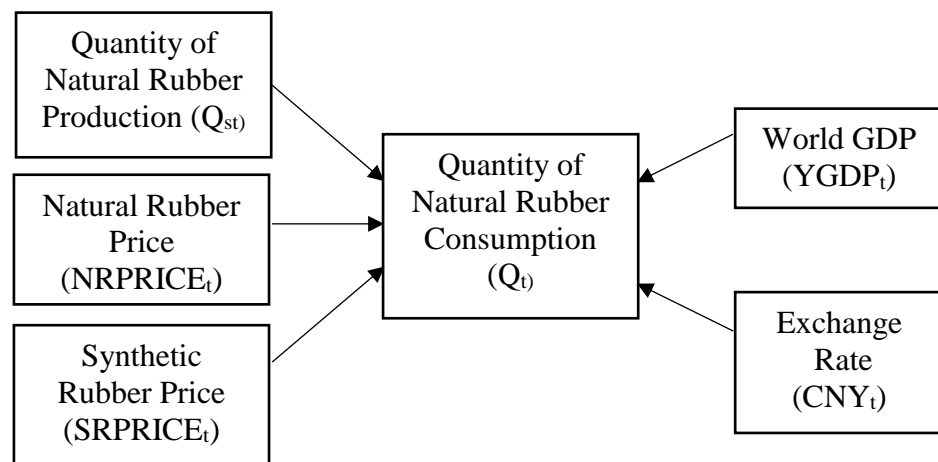 Quantity of
Natural Rubber
Production (Qst)
Natural Rubber
Price
(NRPRICEt)
Synthetic
Rubber Price
(SRPRICEt)
Quantity of
Natural Rubber
Consumption
(Qt)
World GDP
(YGDPt)
Exchange
Rate
(CNYt)